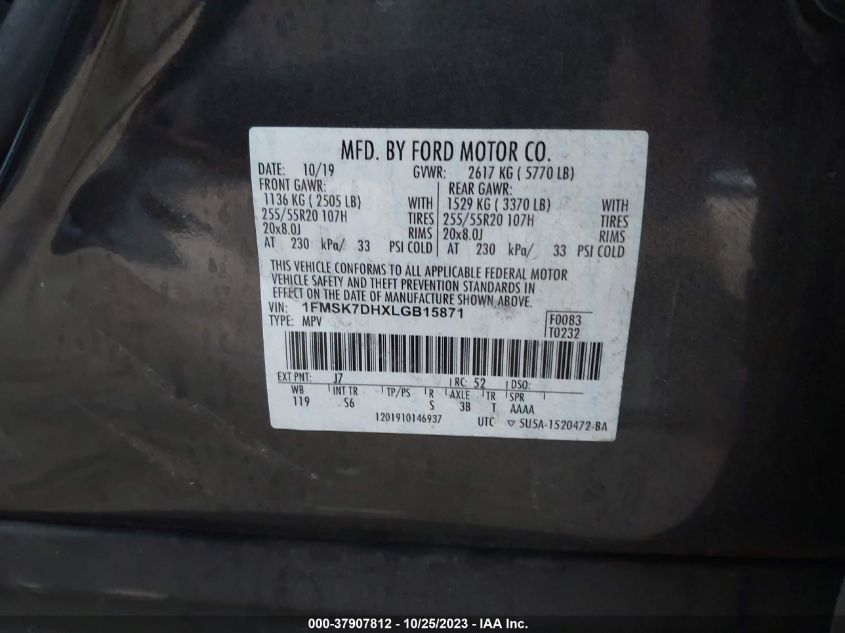 MFD. BY FORD MOTOR CO.
DATE: 10/19 GVWR: 2617 KG ( 5770 LB)
FRONT GAWR: REAR GAWR:
1136 KG ( 2505 LB) WITH 1529 KG ( 3370 LB) WITH
255/55R20 107H TIRES 255/55R20 107H TIRES
20x8.0J RIMS 20x8.0J RIMS
AT 230 kPa/ 33 PSI COLD AT 230 kPa/ 33 PSI COLD
THIS VEHICLE CONFORMS TO ALL APPLICABLE FEDERAL MOTOR
VEHICLE SAFETY AND THEFT PREVENTION STANDARDS IN
EFFECT ON THE DATE OF MANUFACTURE SHOWN ABOVE.
VIN: 1FMSK7DHXLGB15871 F0083
TYPE: MPV T0232
EXT PNT: J7 RC: 52 DSO:
WB INT TR TP/PS R AXLE TR SPR
119 S6 S 3B T AAAA
1201910146937 UTC ▽ 5U5A-1520472-BA
000-37907812 - 10/25/2023 - IAA Inc.